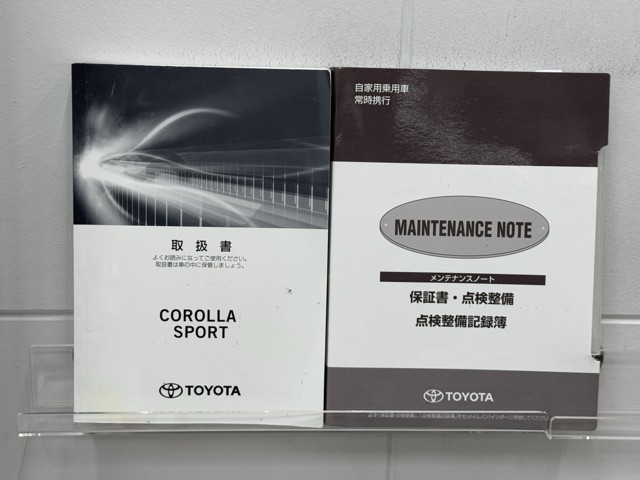 取扱書
よくお読みになってご使用ください。
取扱書は車の中に保管しましょう。
COROLLA
SPORT
TOYOTA
自家用乗用車
常時携行
MAINTENANCE NOTE
メンテナンスノート
保証書・点検整備
点検整備記録簿
TOYOTA